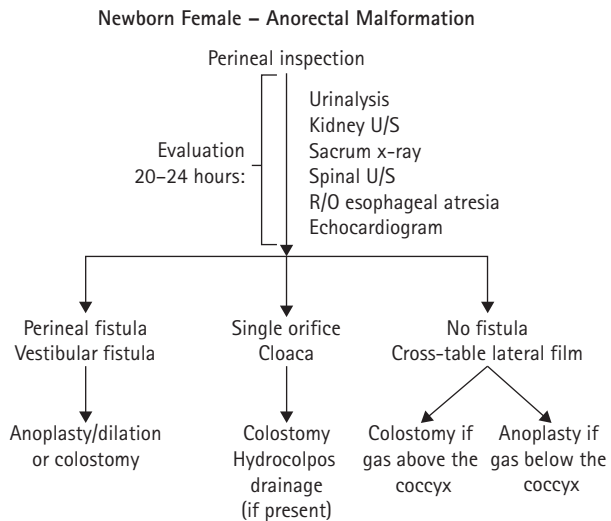 Newborn Female – Anorectal Malformation
Perineal inspection
Evaluation
20–24 hours:
Urinalysis
Kidney U/S
Sacrum x-ray
Spinal U/S
R/O esophageal atresia
Echocardiogram
Perineal fistula
Vestibular fistula
Single orifice
Cloaca
No fistula
Cross-table lateral film
Anoplasty/dilation
or colostomy
Colostomy
Hydrocolpos
drainage
(if present)
Colostomy if
gas above the
coccyx
Anoplasty if
gas below the
coccyx